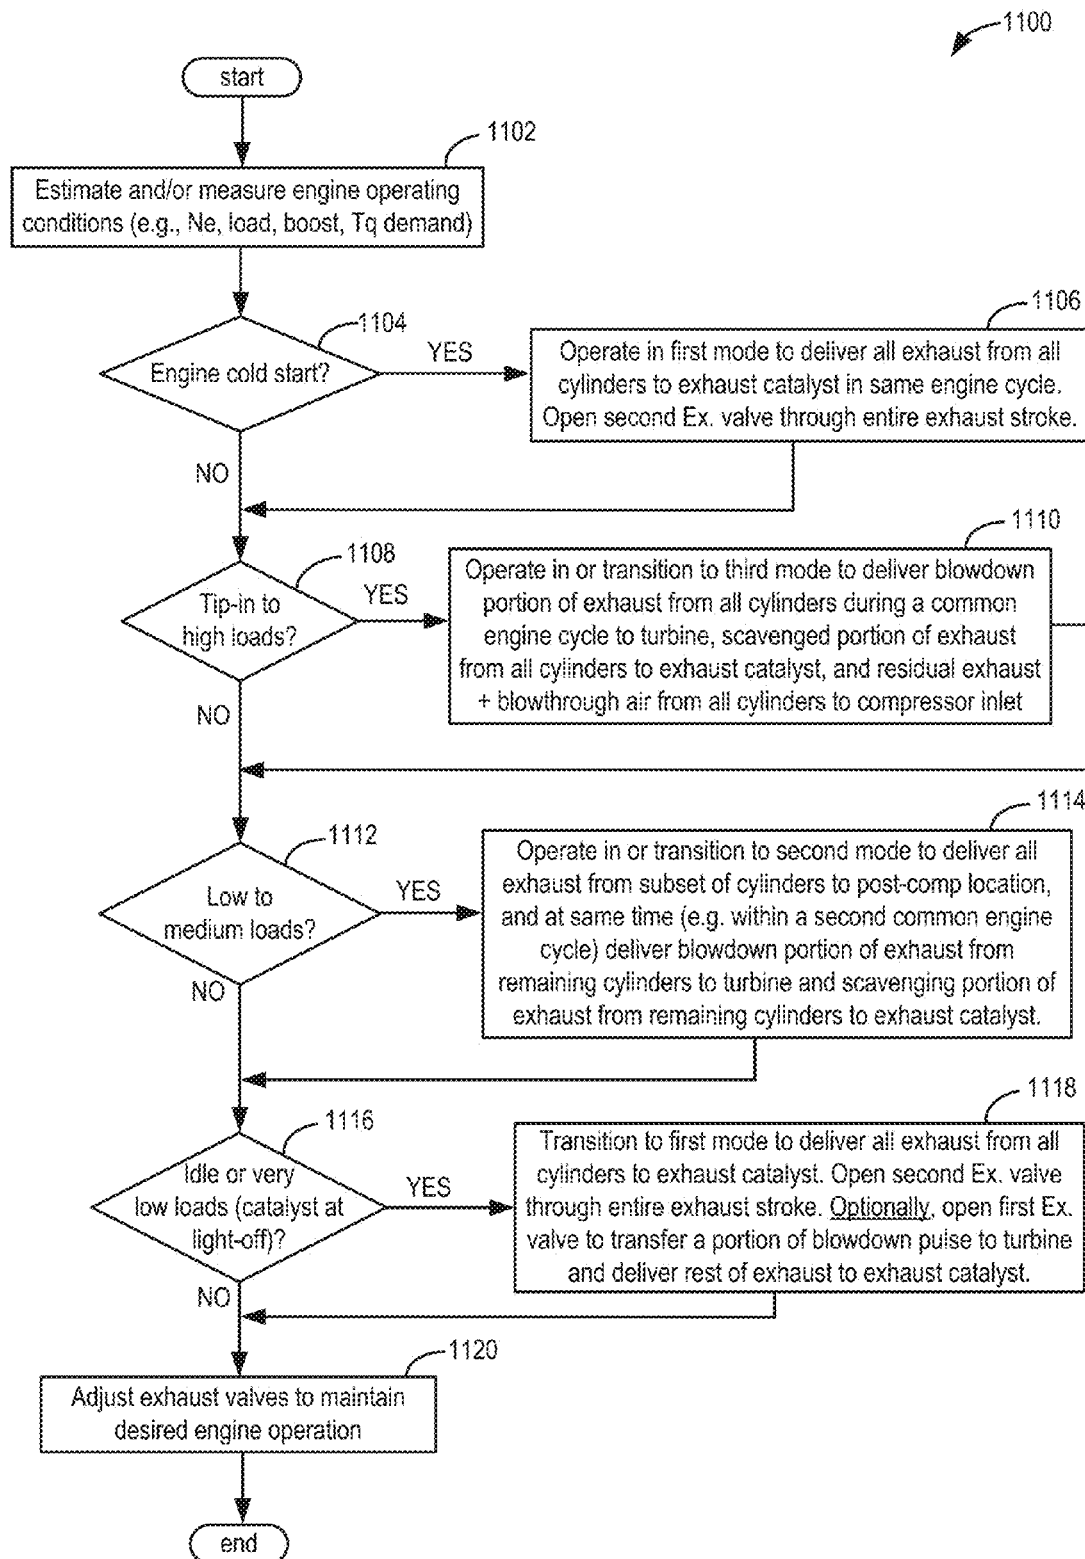 1100
start
1102
Estimate and/or measure engine operating
conditions (e.g., Ne, load, boost, Tq demand)
1104
Engine cold start?
YES
NO
1106
Operate in first mode to deliver all exhaust from all
cylinders to exhaust catalyst in same engine cycle.
Open second Ex. valve through entire exhaust stroke.
1108
Tip-in to
high loads?
YES
NO
1110
Operate in or transition to third mode to deliver blowdown
portion of exhaust from all cylinders during a common
engine cycle to turbine, scavenged portion of exhaust
from all cylinders to exhaust catalyst, and residual exhaust
+ blowthrough air from all cylinders to compressor inlet
1112
Low to
medium loads?
YES
NO
1114
Operate in or transition to second mode to deliver all
exhaust from subset of cylinders to post-comp location,
and at same time (e.g. within a second common engine
cycle) deliver blowdown portion of exhaust from
remaining cylinders to turbine and scavenging portion of
exhaust from remaining cylinders to exhaust catalyst.
1116
Idle or very
low loads (catalyst at
light-off)?
YES
NO
1118
Transition to first mode to deliver all exhaust from all
cylinders to exhaust catalyst. Open second Ex. valve
through entire exhaust stroke. Optionally, open first Ex.
valve to transfer a portion of blowdown pulse to turbine
and deliver rest of exhaust to exhaust catalyst.
1120
Adjust exhaust valves to maintain
desired engine operation
end